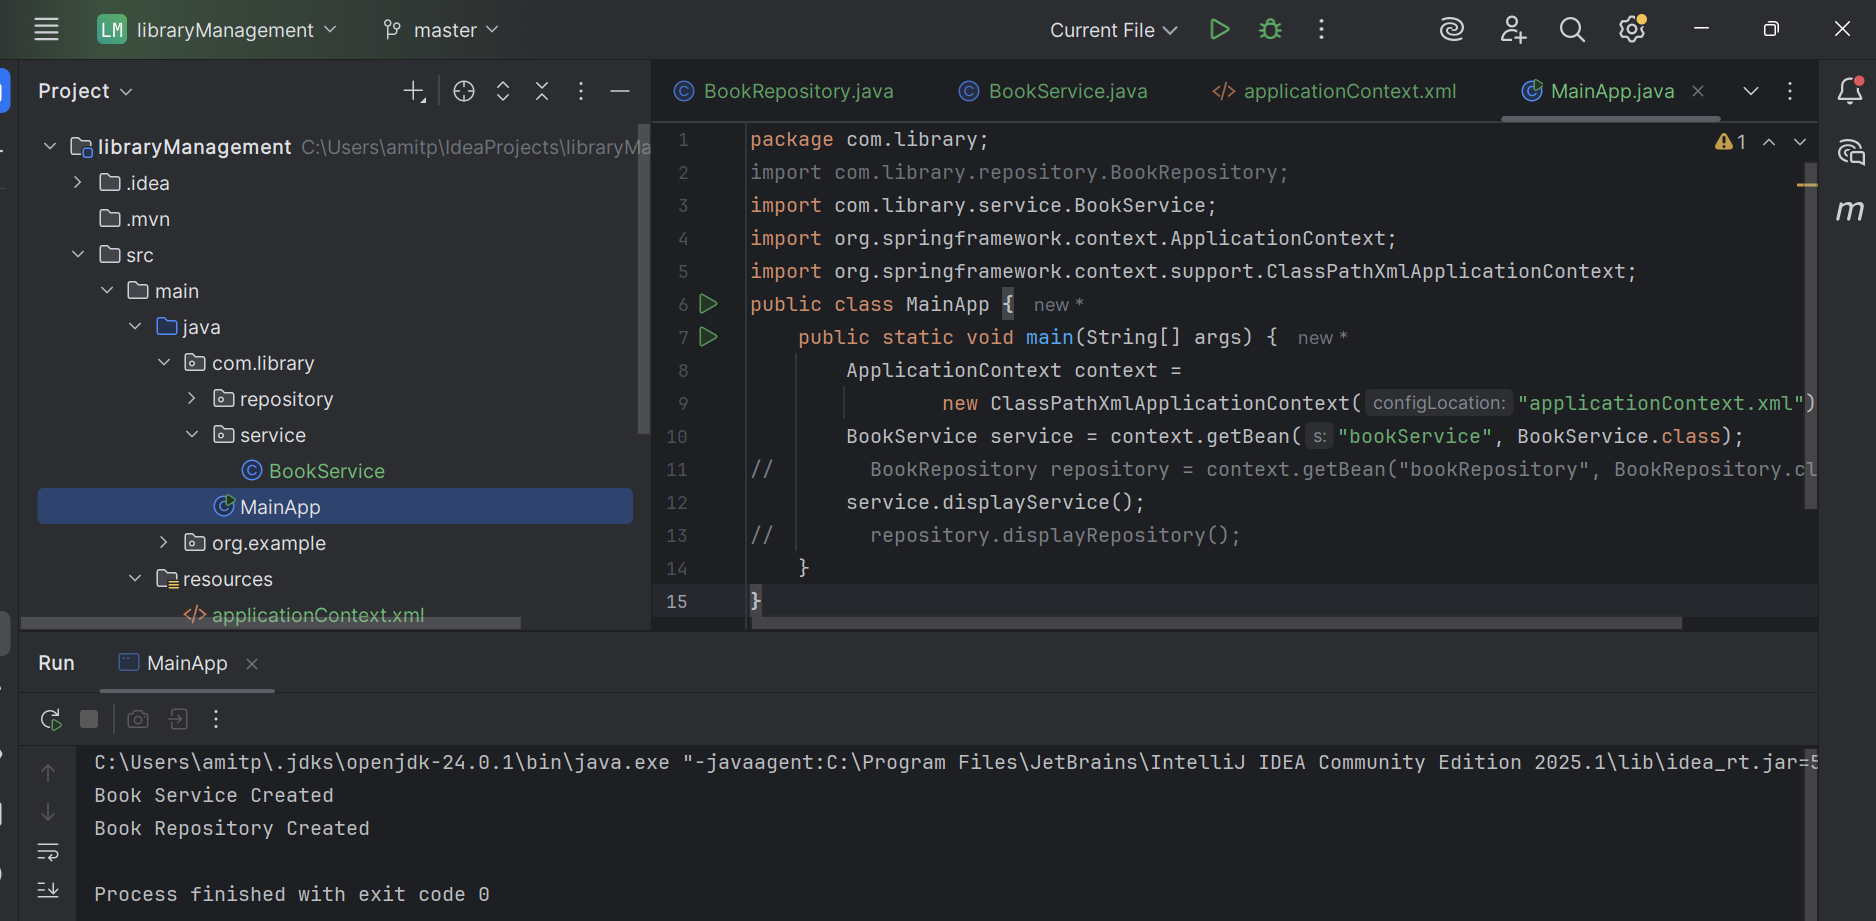 LM libraryManagement master Current File
Project
BookRepository.java BookService.java applicationContext.xml MainApp.java
libraryManagement C:\Users\amitp\IdeaProjects\libraryMa
.idea
.mvn
src
main
java
com.library
repository
service
BookService
MainApp
org.example
resources
applicationContext.xml
1 package com.library;
1
2 import com.library.repository.BookRepository;
3 import com.library.service.BookService;
4 import org.springframework.context.ApplicationContext;
5 import org.springframework.context.support.ClassPathXmlApplicationContext;
6 public class MainApp { new *
7 public static void main(String[] args) { new *
8 ApplicationContext context =
9 new ClassPathXmlApplicationContext( configLocation: "applicationContext.xml")
10 BookService service = context.getBean( s: "bookService", BookService.class);
11 // BookRepository repository = context.getBean("bookRepository", BookRepository.cl
12 service.displayService();
13 // repository.displayRepository();
14 }
15 }
m
Run MainApp
C:\Users\amitp\.jdks\openjdk-24.0.1\bin\java.exe "-javaagent:C:\Program Files\JetBrains\IntelliJ IDEA Community Edition 2025.1\lib\idea_rt.jar=5
Book Service Created
Book Repository Created
Process finished with exit code 0